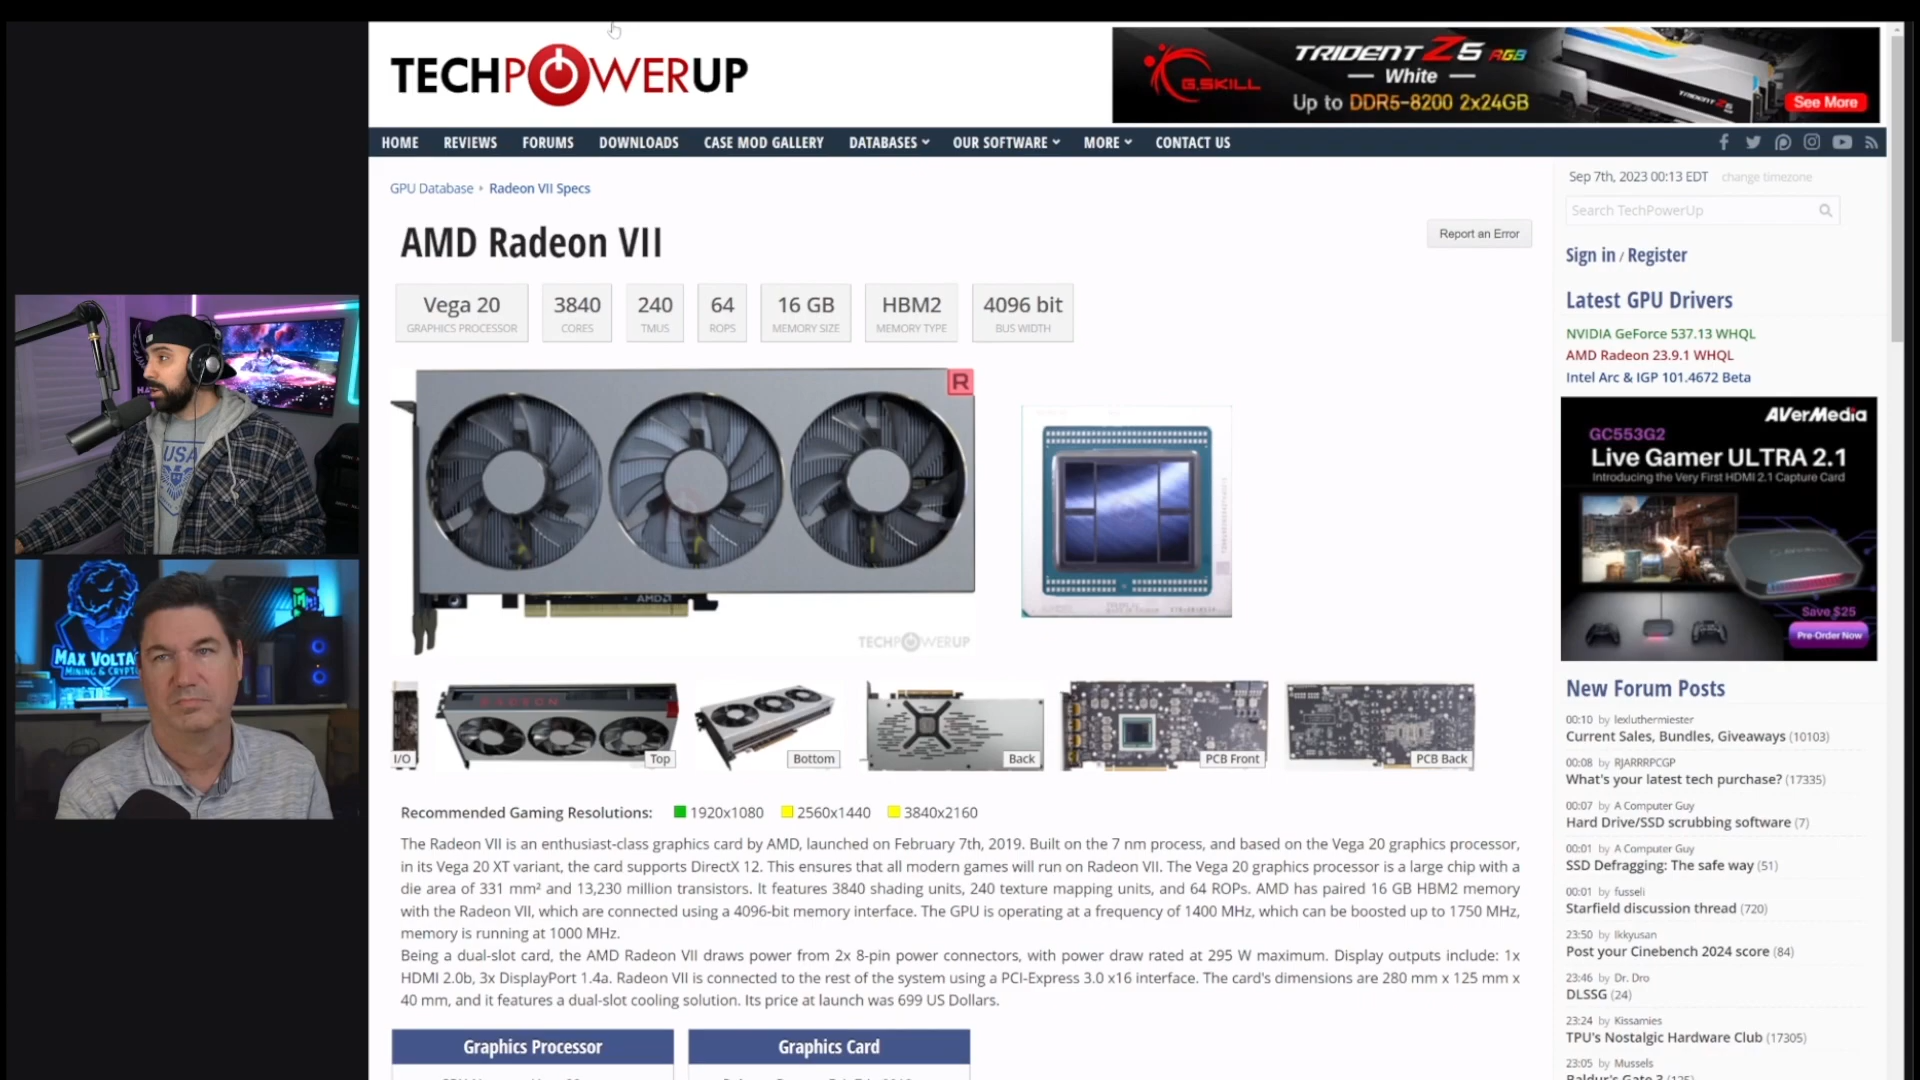 TECHPOWERUP
G.SKILL
TRIDENT Z5 RGB
White
Up to DDR5-8200 2x24GB
See More
HOME REVIEWS FORUMS DOWNLOADS CASE MOD GALLERY DATABASES OUR SOFTWARE MORE CONTACT US
GPU Database Radeon VII Specs
Sep 7th, 2023 00:13 EDT change timezone
Search TechPowerUp
AMD Radeon VII
Report an Error
Sign in / Register
Vega 20 3840 240 64 16 GB HBM2 4096 bit
GRAPHICS PROCESSOR CORES TMUS ROPS MEMORY SIZE MEMORY TYPE BUS WIDTH
Latest GPU Drivers
NVIDIA GeForce 537.13 WHQL
AMD Radeon 23.9.1 WHQL
Intel Arc & IGP 101.4672 Beta
R
AMD
TECHPOWERUP
USA
MAX VOLTA
MINING & CRYPTO
AVerMedia
GC553G2
Live Gamer ULTRA 2.1
Introducing the Very First HDMI 2.1 Capture Card
Save $25
Pre-Order Now
RADEON
I/O Top Bottom Back PCB Front PCB Back
Recommended Gaming Resolutions: 1920x1080 2560x1440 3840x2160
The Radeon VII is an enthusiast-class graphics card by AMD, launched on February 7th, 2019. Built on the 7 nm process, and based on the Vega 20 graphics processor,
in its Vega 20 XT variant, the card supports DirectX 12. This ensures that all modern games will run on Radeon VII. The Vega 20 graphics processor is a large chip with a
die area of 331 mm² and 13,230 million transistors. It features 3840 shading units, 240 texture mapping units, and 64 ROPs. AMD has paired 16 GB HBM2 memory
with the Radeon VII, which are connected using a 4096-bit memory interface. The GPU is operating at a frequency of 1400 MHz, which can be boosted up to 1750 MHz,
memory is running at 1000 MHz.
Being a dual-slot card, the AMD Radeon VII draws power from 2x 8-pin power connectors, with power draw rated at 295 W maximum. Display outputs include: 1x
HDMI 2.0b, 3x DisplayPort 1.4a. Radeon VII is connected to the rest of the system using a PCI-Express 3.0 x16 interface. The card's dimensions are 280 mm x 125 mm x
40 mm, and it features a dual-slot cooling solution. Its price at launch was 699 US Dollars.
Graphics Processor Graphics Card
New Forum Posts
00:10 by lexluthermiester
Current Sales, Bundles, Giveaways (10103)
00:08 by RJARRRPCGP
What's your latest tech purchase? (17335)
00:07 by A Computer Guy
Hard Drive/SSD scrubbing software (7)
00:01 by A Computer Guy
SSD Defragging: The safe way (51)
00:01 by fusseli
Starfield discussion thread (720)
23:50 by Ikkyusan
Post your Cinebench 2024 score (84)
23:46 by Dr. Dro
DLSSG (24)
23:24 by Kissamies
TPU's Nostalgic Hardware Club (17305)
23:05 by Mussels
Baldur's Gate 3